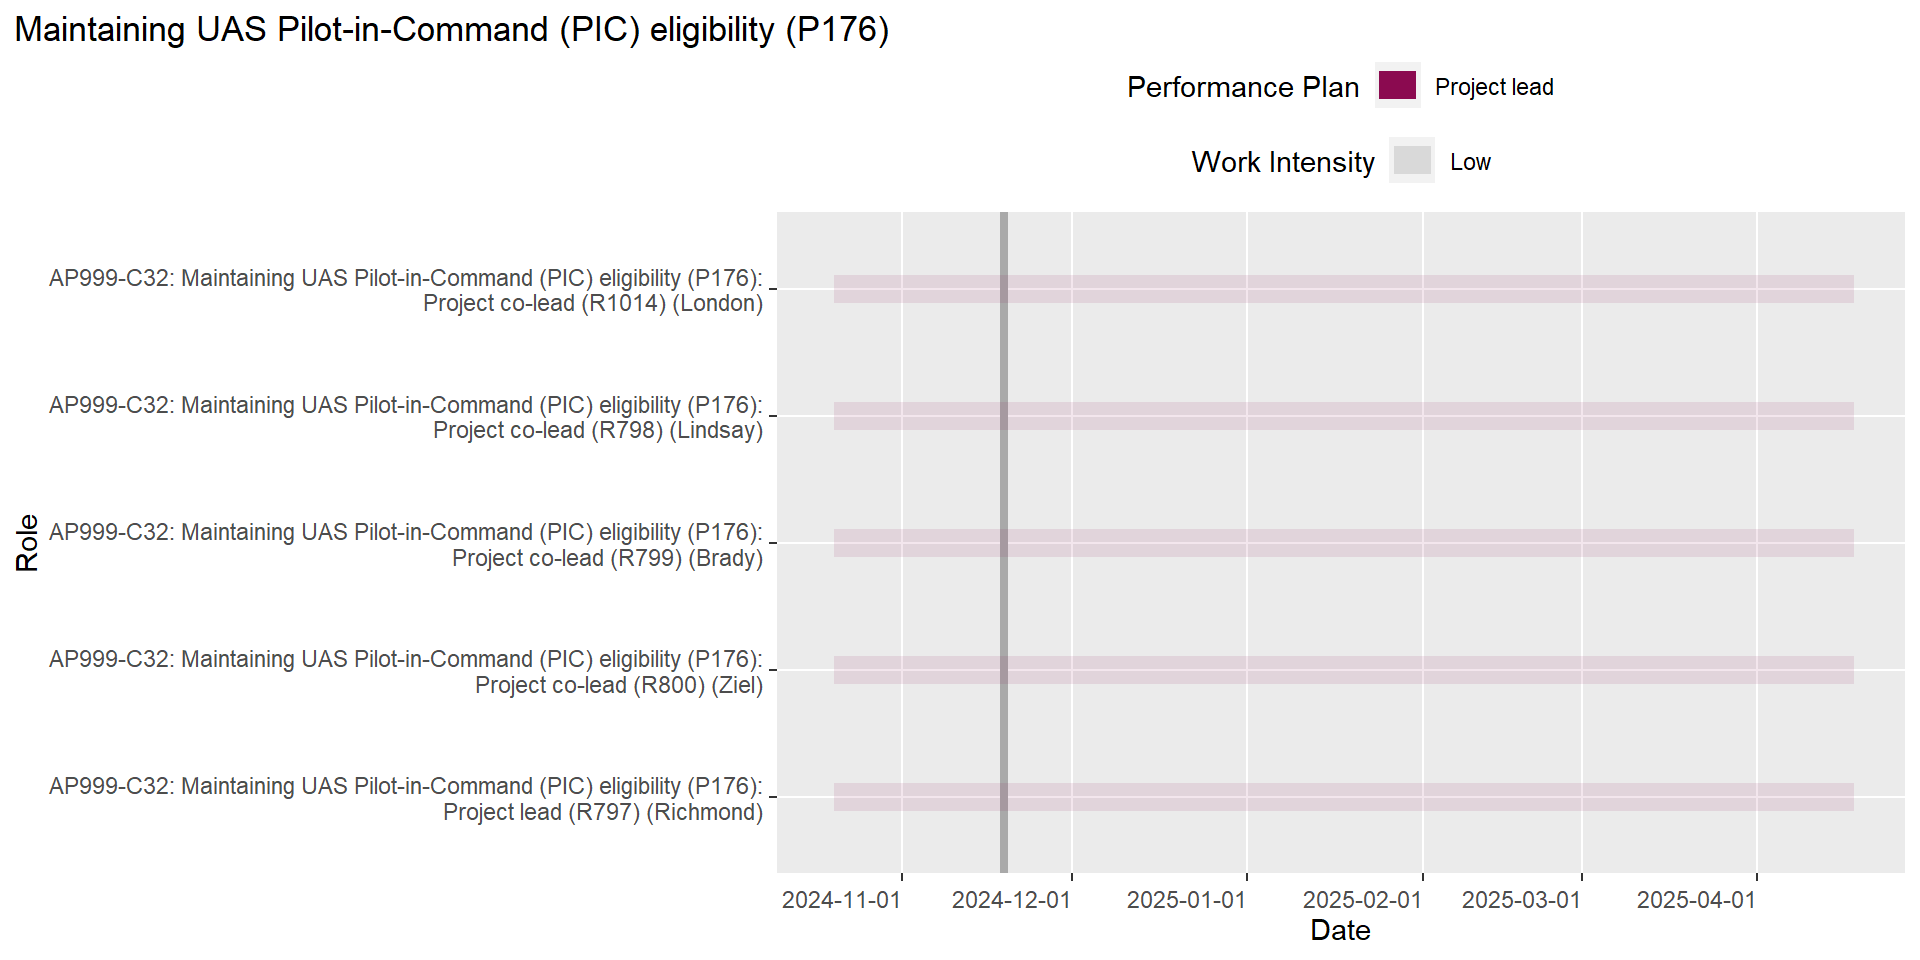 Maintaining UAS Pilot-in-Command (PIC) eligibility (P176)
Performance Plan
Project lead
Work Intensity
Low
Role
AP999-C32: Maintaining UAS Pilot-in-Command (PIC) eligibility (P176):
Project co-lead (R1014) (London)
AP999-C32: Maintaining UAS Pilot-in-Command (PIC) eligibility (P176):
Project co-lead (R798) (Lindsay)
AP999-C32: Maintaining UAS Pilot-in-Command (PIC) eligibility (P176):
Project co-lead (R799) (Brady)
AP999-C32: Maintaining UAS Pilot-in-Command (PIC) eligibility (P176):
Project co-lead (R800) (Ziel)
AP999-C32: Maintaining UAS Pilot-in-Command (PIC) eligibility (P176):
Project lead (R797) (Richmond)
2024-11-01 2024-12-01 2025-01-01 2025-02-01 2025-03-01 2025-04-01
Date